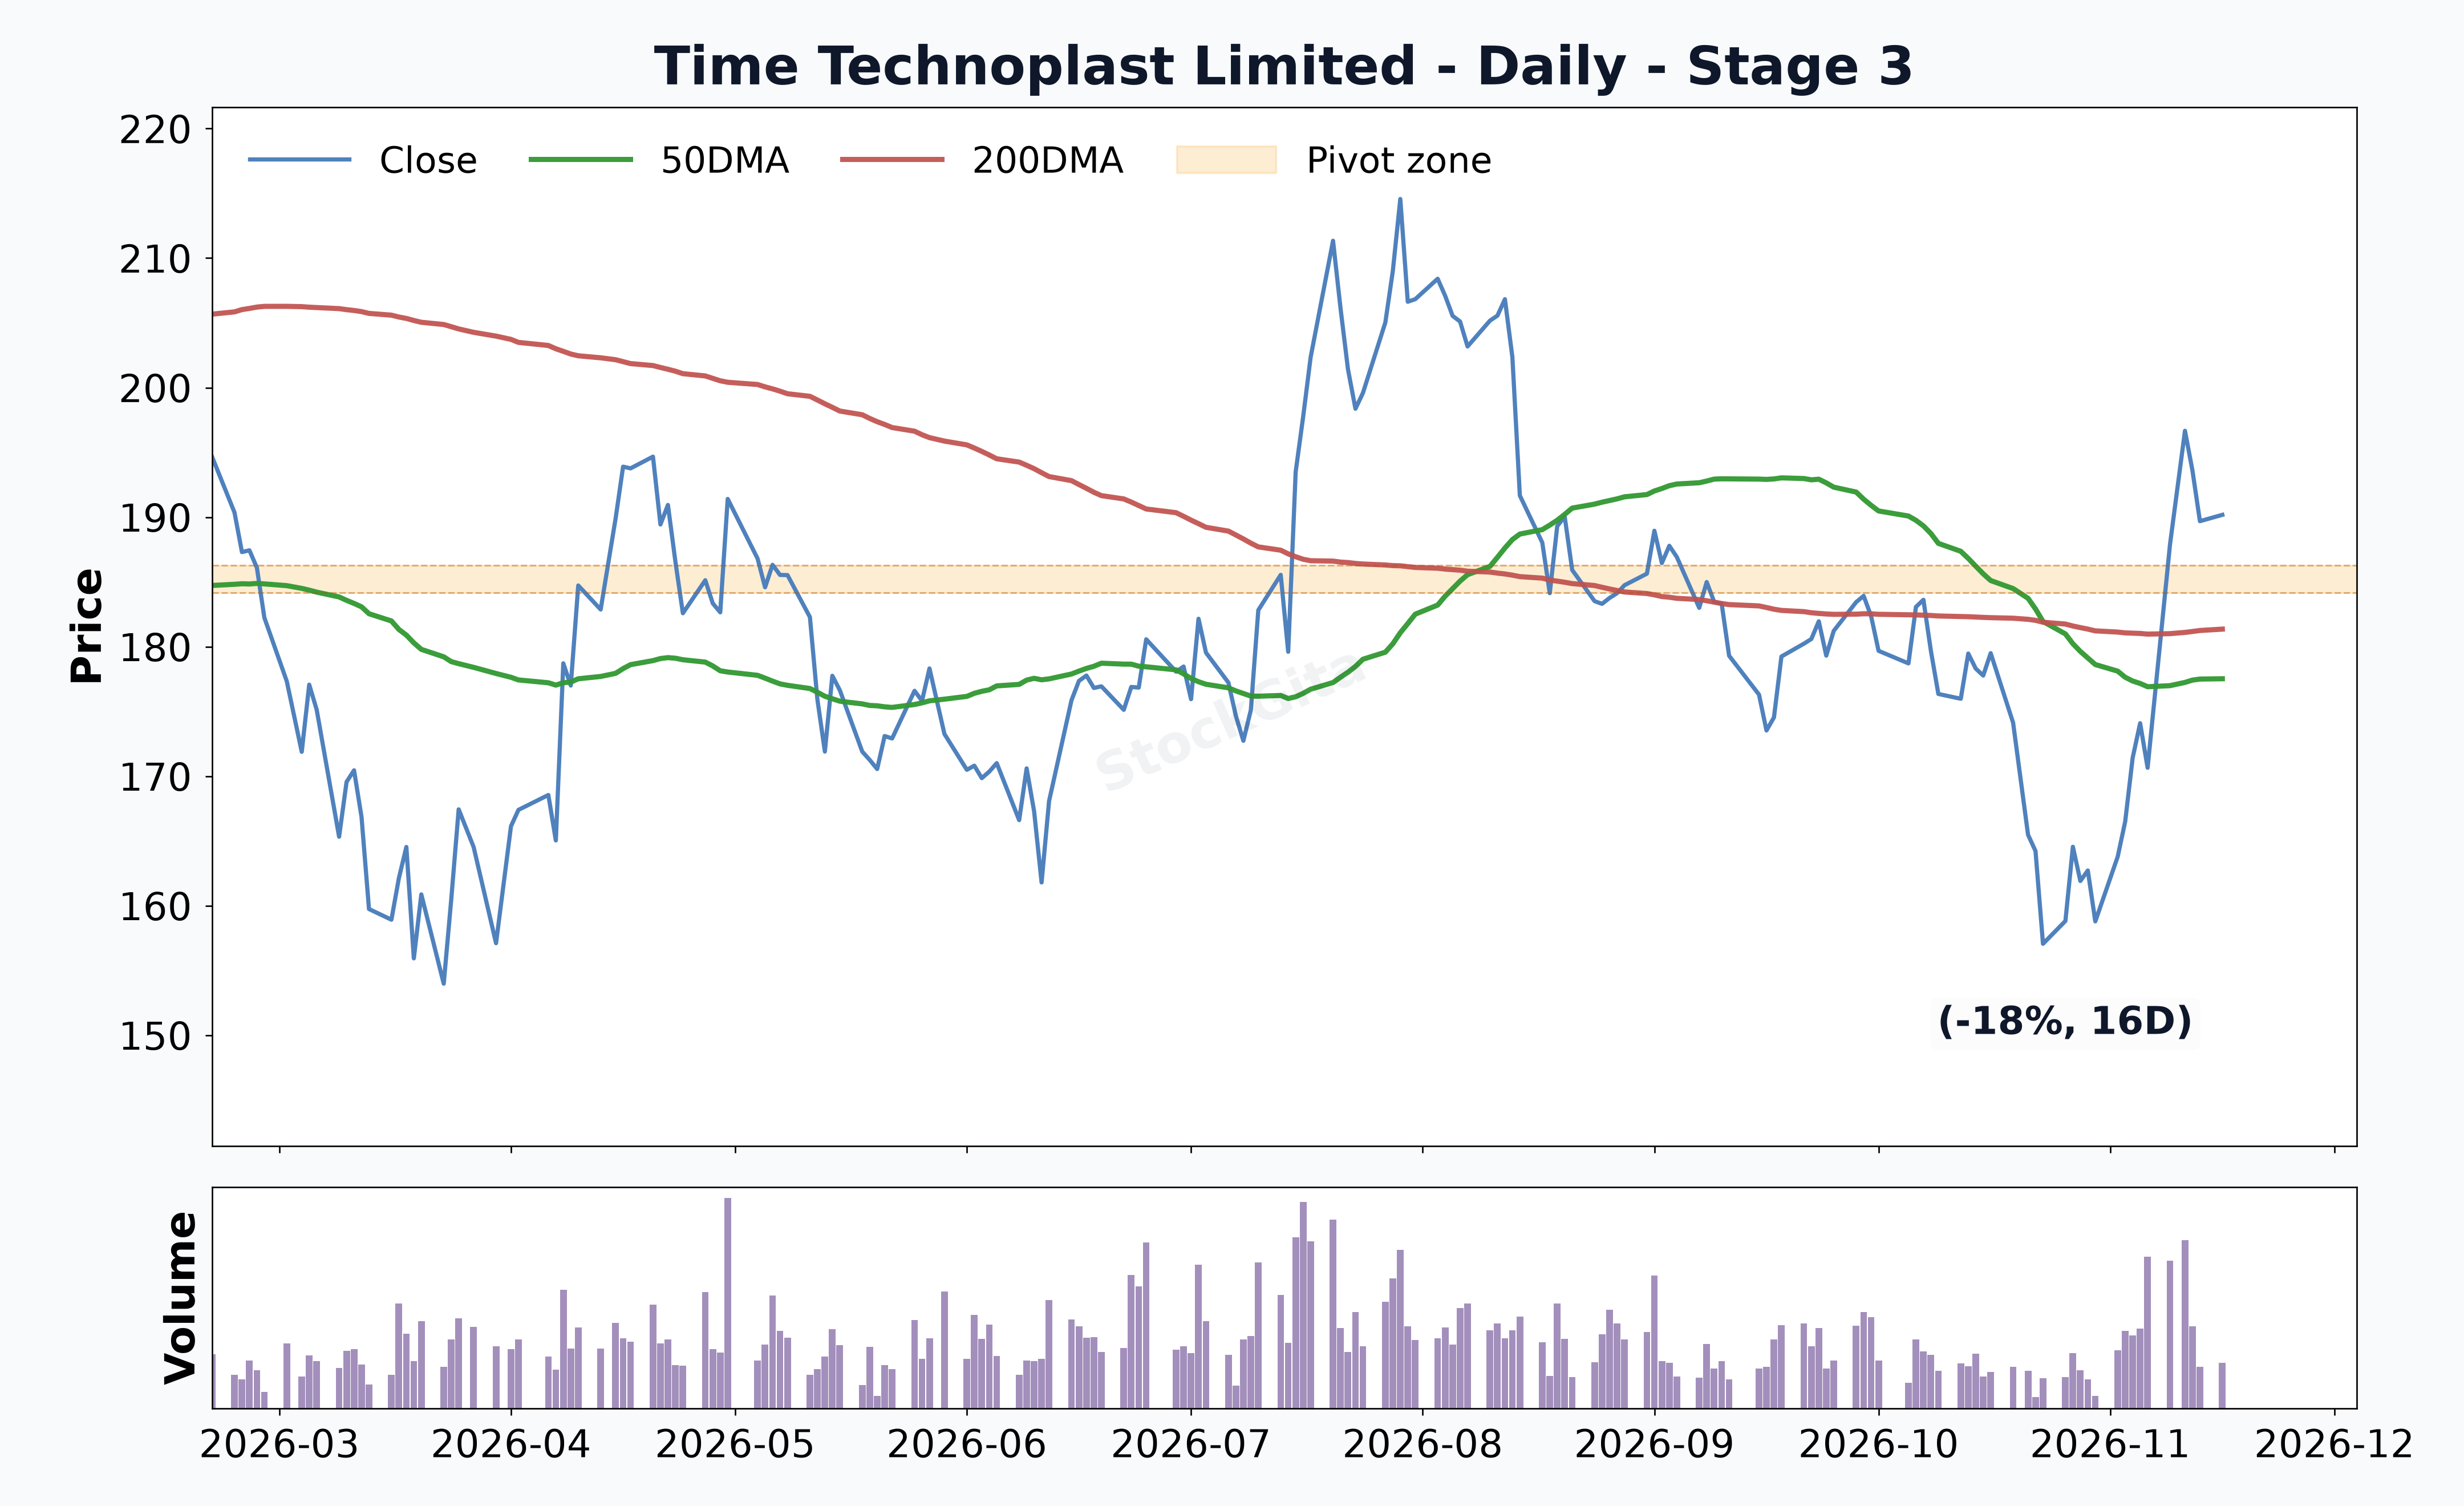 Time Technoplast Limited - Daily - Stage 3
Close 50DMA 200DMA Pivot zone
220
210
200
190
180
170
160
150
Price
StockGita
(-18%, 16D)
Volume
2026-03 2026-04 2026-05 2026-06 2026-07 2026-08 2026-09 2026-10 2026-11 2026-12